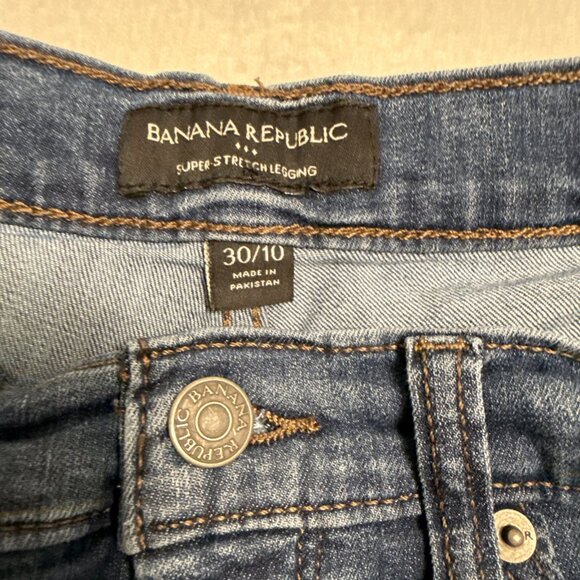 BANANA REPUBLIC
SUPER-STRETCH LEGGING
30/10
MADE IN
PAKISTAN
BANANA REPUBLIC
R